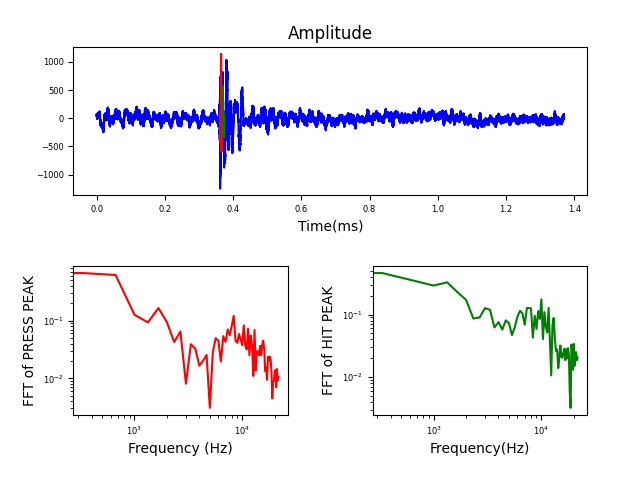 Amplitude
1000
500
0
−500
−1000
0.0 0.2 0.4 0.6 0.8 1.0 1.2 1.4
Time(ms)
FFT of PRESS PEAK
10⁻¹
10⁻²
10³ 10⁴
Frequency (Hz)
FFT of HIT PEAK
10⁻¹
10⁻²
10³ 10⁴
Frequency(Hz)